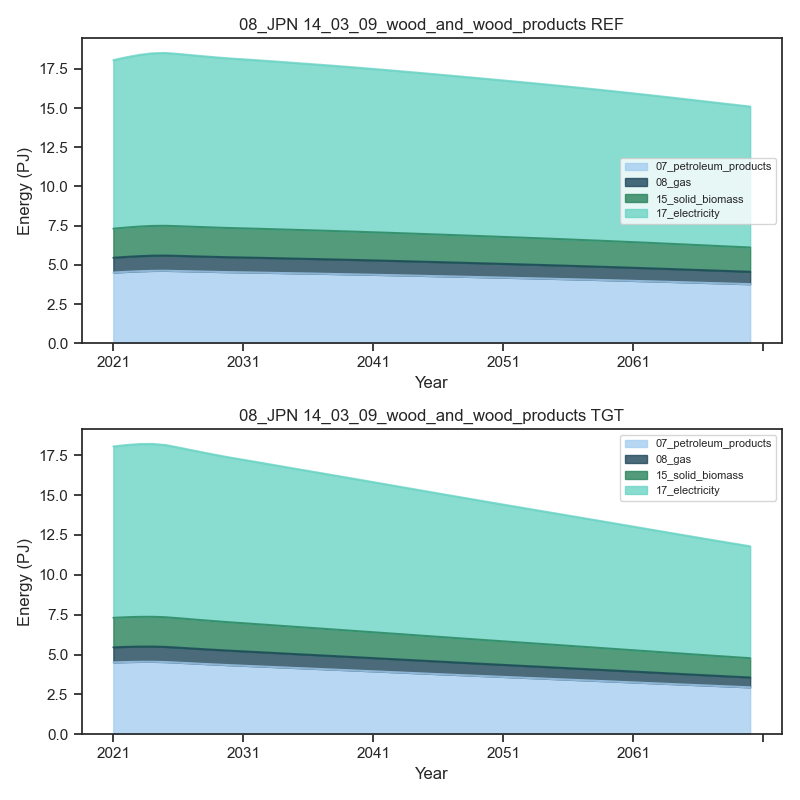 08_JPN 14_03_09_wood_and_wood_products REF
Energy (PJ)
17.5
15.0
12.5
10.0
7.5
5.0
2.5
0.0
07_petroleum_products
08_gas
15_solid_biomass
17_electricity
2021 2031 2041 2051 2061
Year
08_JPN 14_03_09_wood_and_wood_products TGT
Energy (PJ)
17.5
15.0
12.5
10.0
7.5
5.0
2.5
0.0
07_petroleum_products
08_gas
15_solid_biomass
17_electricity
2021 2031 2041 2051 2061
Year